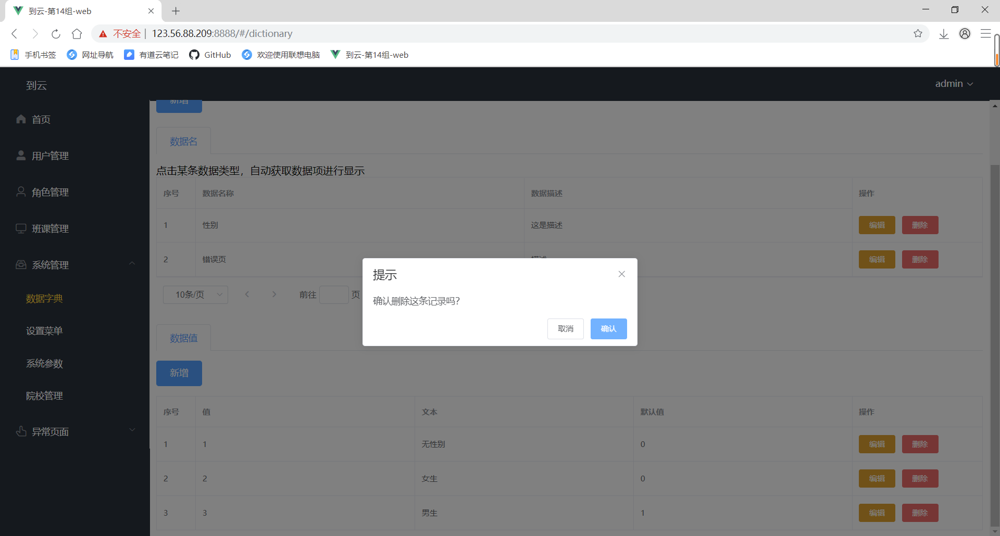 到云-第14组-web
不安全 | 123.56.88.209:8888/#/dictionary
手机书签 网址导航 有道云笔记 GitHub 欢迎使用联想电脑 到云-第14组-web
到云 admin
首页
用户管理
角色管理
班课管理
系统管理
数据字典
设置菜单
系统参数
院校管理
异常页面
新增
数据名
点击某条数据类型，自动获取数据项进行显示
序号 数据名称 数据描述 操作
1 性别 这是描述 编辑 删除
2 错误页 描述 编辑 删除
10条/页 前往 页
提示
确认删除这条记录吗?
取消 确认
数据值
新增
序号 值 文本 默认值 操作
1 1 无性别 0 编辑 删除
2 2 女生 0 编辑 删除
3 3 男生 1 编辑 删除